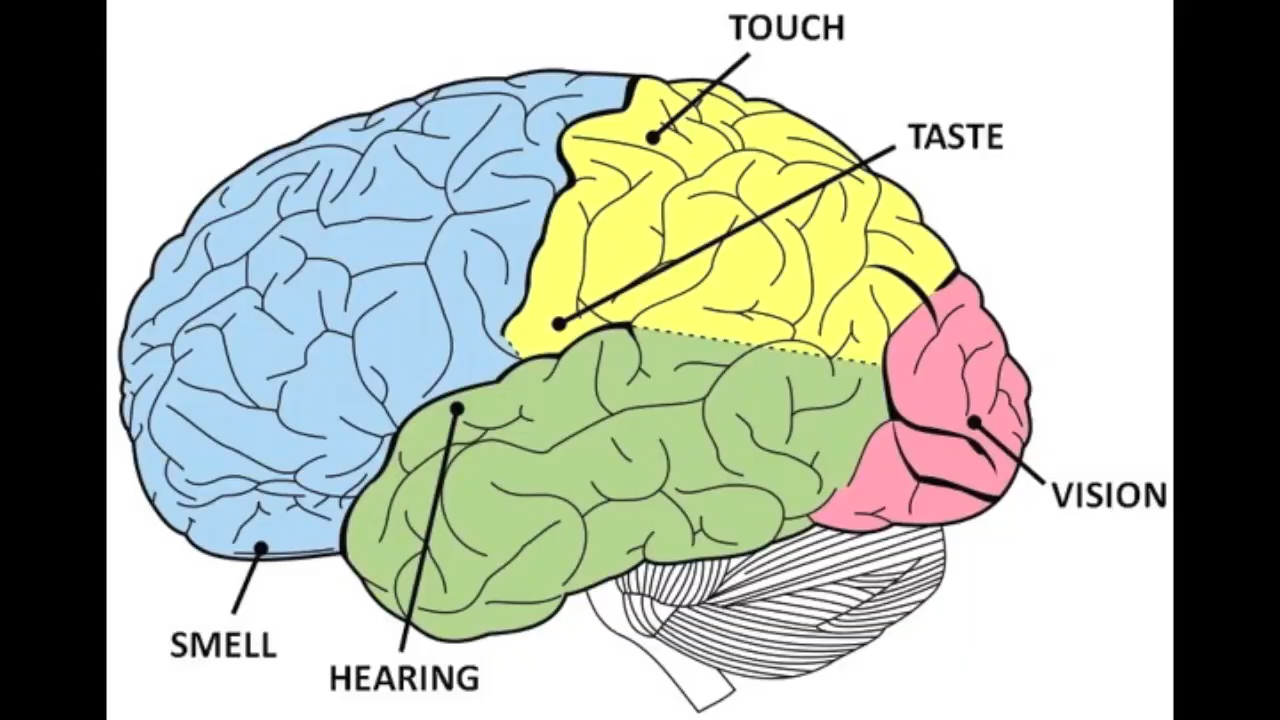 TOUCH
TASTE
VISION
SMELL
HEARING